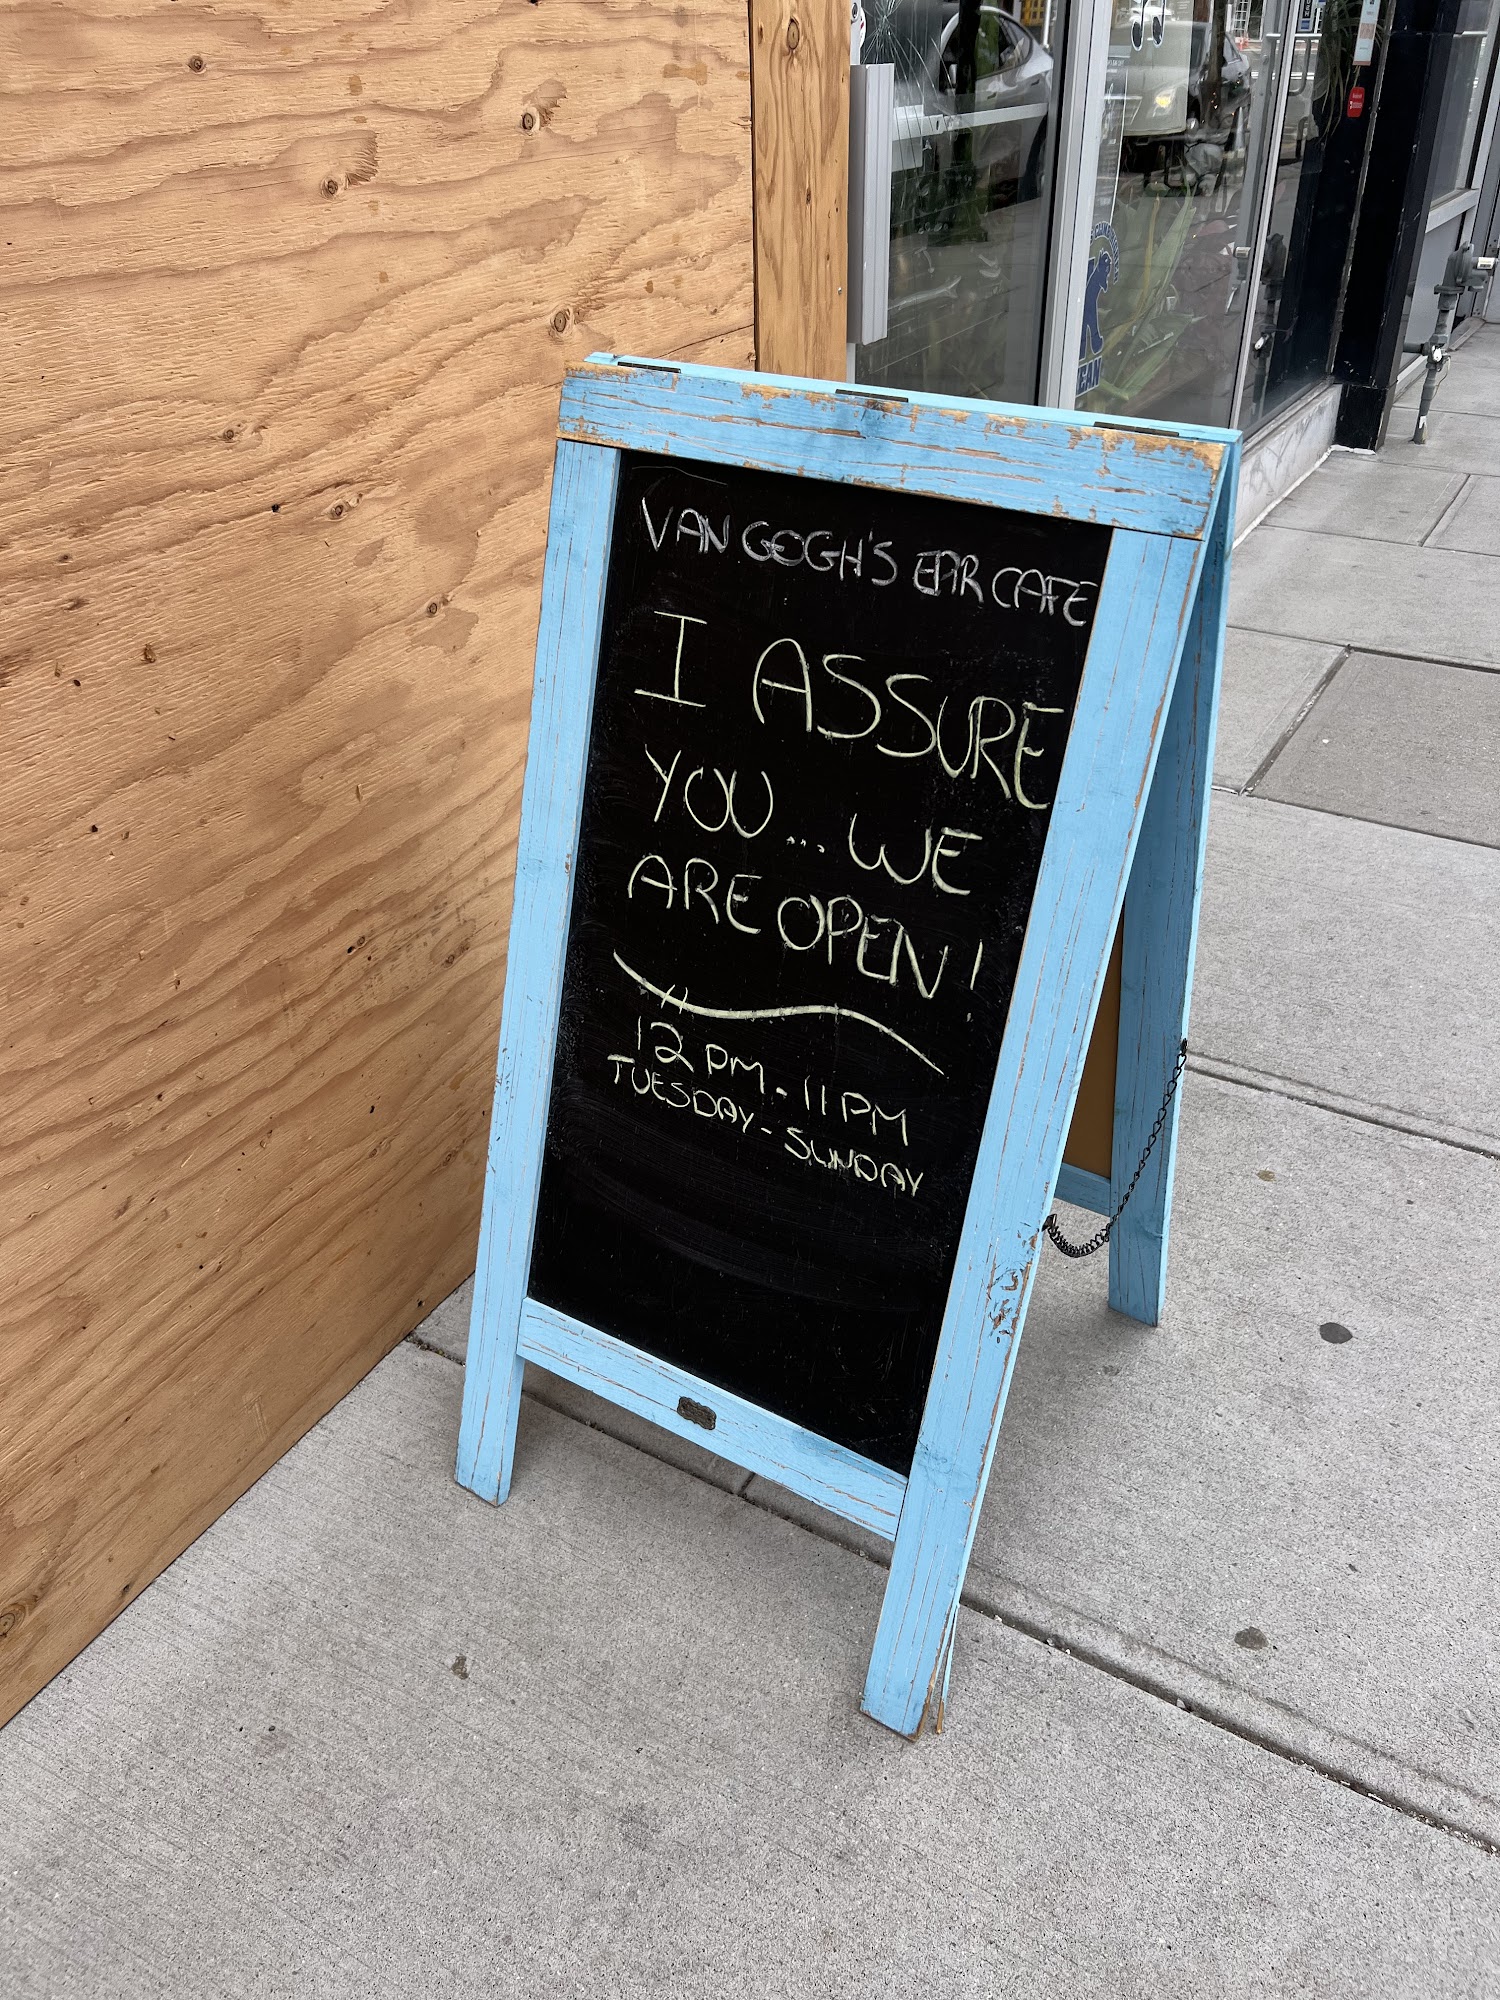 VAN GOGH'S EAR CAFE
I ASSURE
YOU... WE
ARE OPEN!
12 PM - 11 PM
TUESDAY - SUNDAY